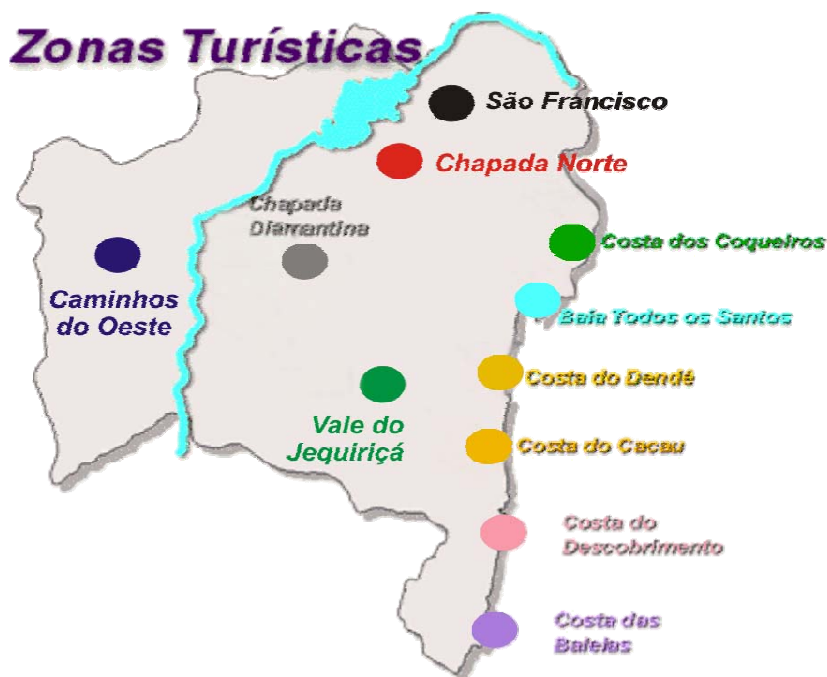 Zonas Turísticas
São Francisco
Chapada Norte
Chapada
Diamantina
Costa dos Coqueiros
Caminhos
do Oeste
Baía Todos os Santos
Costa do Dendê
Vale do
Jequiriçá
Costa do Cacau
Costa do
Descobrimento
Costa das
Baleias